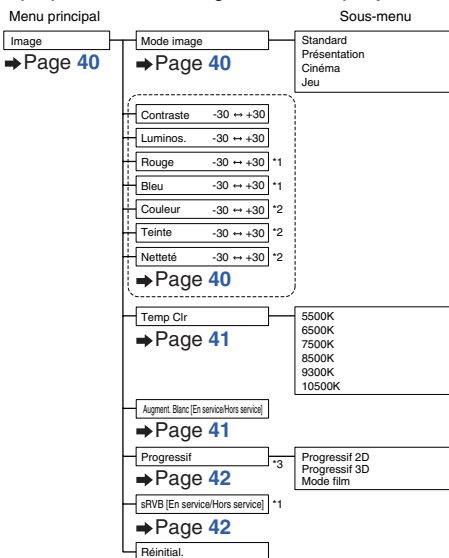 Menu principal
Sous-menu
Image
➡Page 40
Mode image
➡Page 40
Standard
Présentation
Cinéma
Jeu
Contraste -30 ↔ +30
Luminos. -30 ↔ +30
Rouge -30 ↔ +30 *1
Bleu -30 ↔ +30 *1
Couleur -30 ↔ +30 *2
Teinte -30 ↔ +30 *2
Netteté -30 ↔ +30 *2
➡Page 40
Temp Clr
➡Page 41
5500K
6500K
7500K
8500K
9300K
10500K
Augment. Blanc [En service/Hors service]
➡Page 41
Progressif *3
➡Page 42
Progressif 2D
Progressif 3D
Mode film
sRVB [En service/Hors service] *1
➡Page 42
Réinitial.